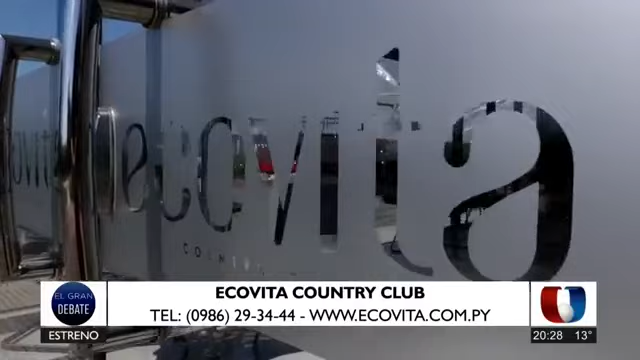 ecovita
EL GRAN
DEBATE
ESTRENO
ECOVITA COUNTRY CLUB
TEL: (0986) 29-34-44 - WWW.ECOVITA.COM.PY
20:28 13°